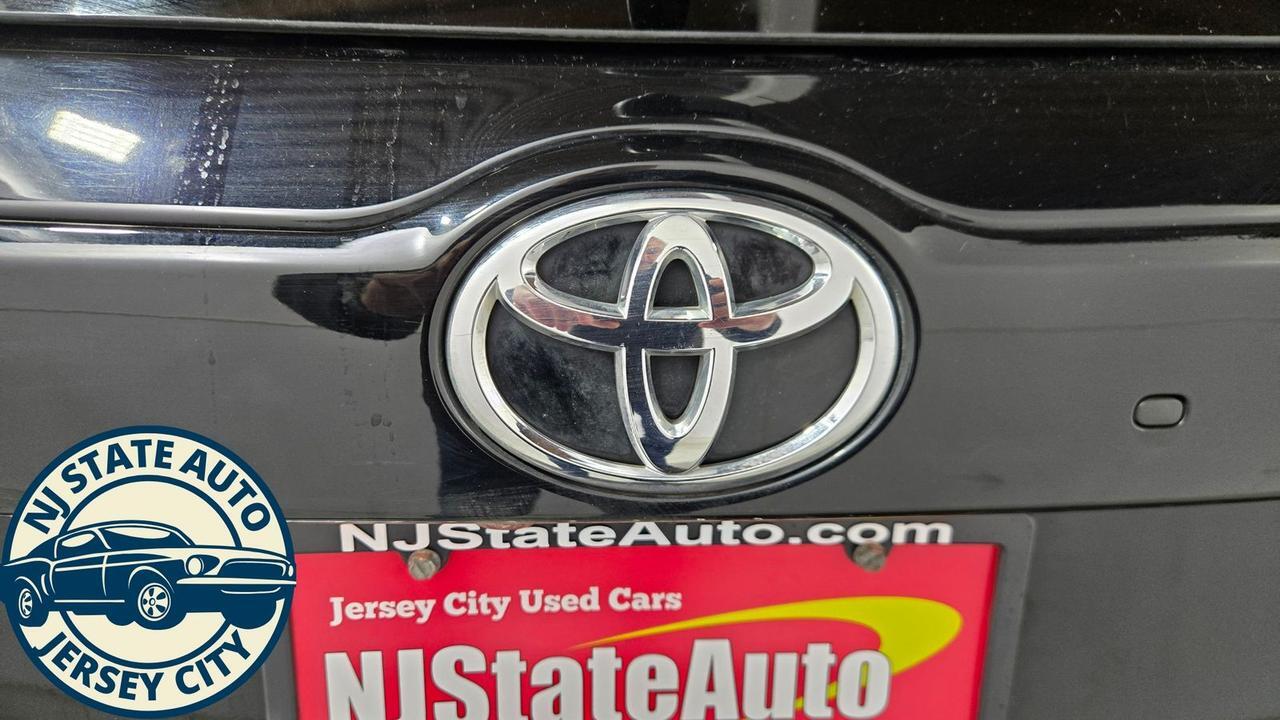 NJStateAuto.com
Jersey City Used Cars
NJStateAuto
NJ STATE AUTO
JERSEY CITY